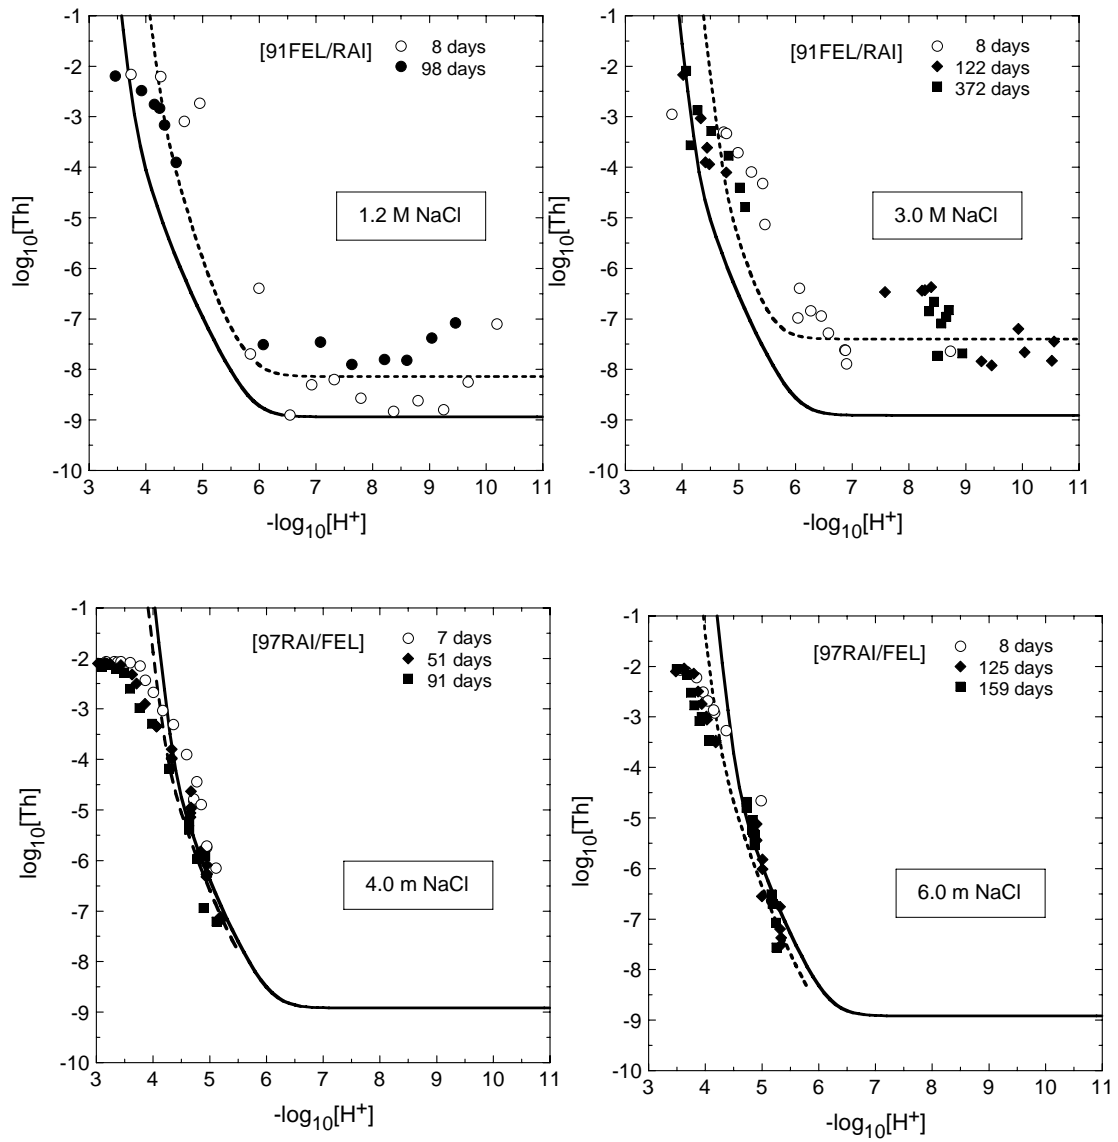 -1
-2
-3
-4
-5
-6
-7
-8
-9
-10
log10[Th]
[91FEL/RAI]
8 days
98 days
1.2 M NaCl
3 4 5 6 7 8 9 10 11
-log10[H+]
-1
-2
-3
-4
-5
-6
-7
-8
-9
-10
log10[Th]
[91FEL/RAI]
8 days
122 days
372 days
3.0 M NaCl
3 4 5 6 7 8 9 10 11
-log10[H+]
-1
-2
-3
-4
-5
-6
-7
-8
-9
-10
log10[Th]
[97RAI/FEL]
7 days
51 days
91 days
4.0 m NaCl
3 4 5 6 7 8 9 10 11
-log10[H+]
-1
-2
-3
-4
-5
-6
-7
-8
-9
-10
log10[Th]
[97RAI/FEL]
8 days
125 days
159 days
6.0 m NaCl
3 4 5 6 7 8 9 10 11
-log10[H+]